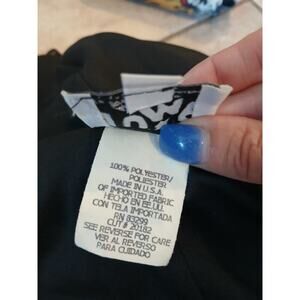 100% POLYESTER/
POLIESTER
MADE IN U.S.A.
OF IMPORTED FABRIC
HECHO EN EE.UU.
CON TELA IMPORTADA
RN 83299
CUT # 20182
SEE REVERSE FOR CARE
VER AL REVERSO
PARA CUIDADO